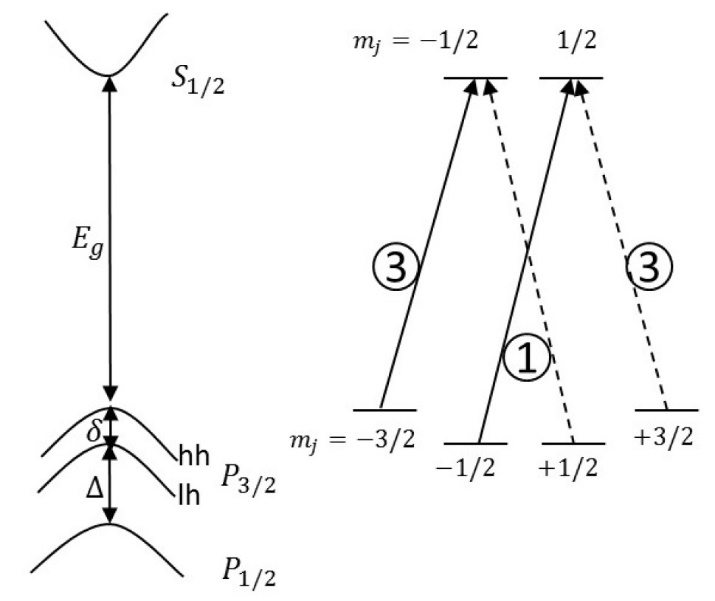 S_{1/2}
E_g
δ
hh
Δ
lh
P_{3/2}
P_{1/2}
m_j = −1/2
1/2
③
③
①
m_j = −3/2
−1/2
+1/2
+3/2